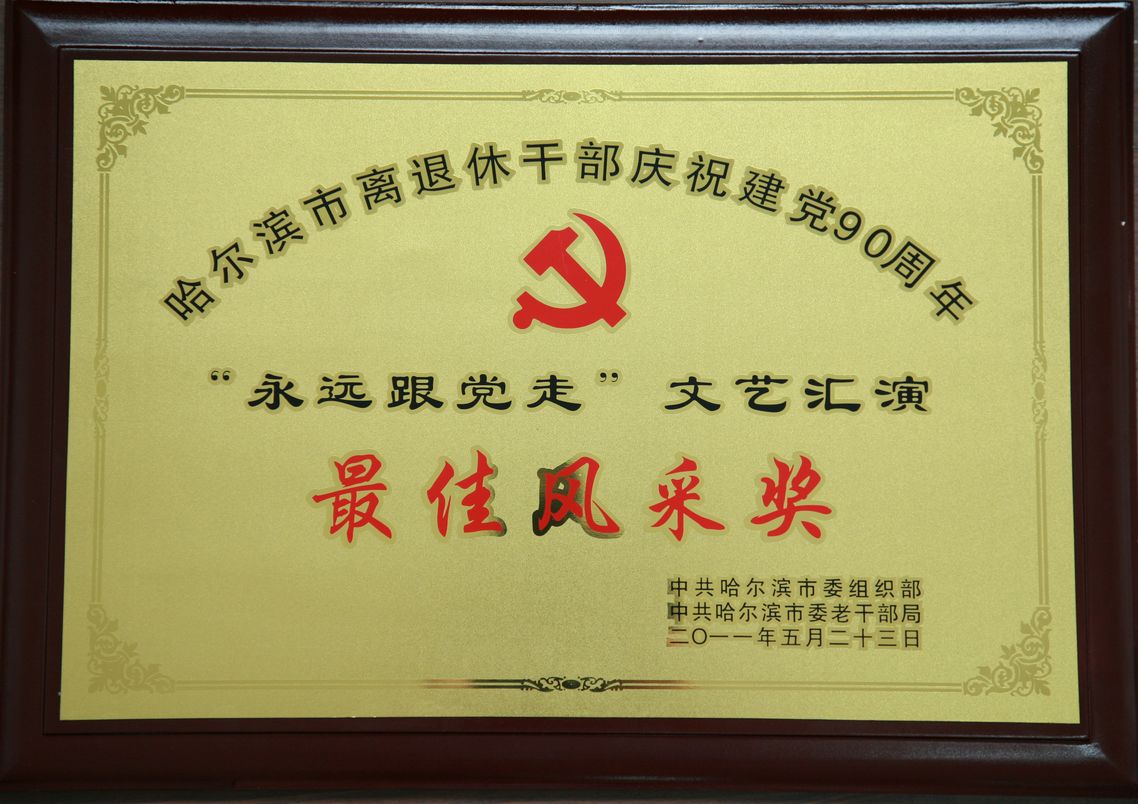 哈尔滨市离退休干部庆祝建党90周年
“永远跟党走” 文艺汇演
最佳风采奖
中共哈尔滨市委组织部
中共哈尔滨市委老干部局
二〇一一年五月二十三日